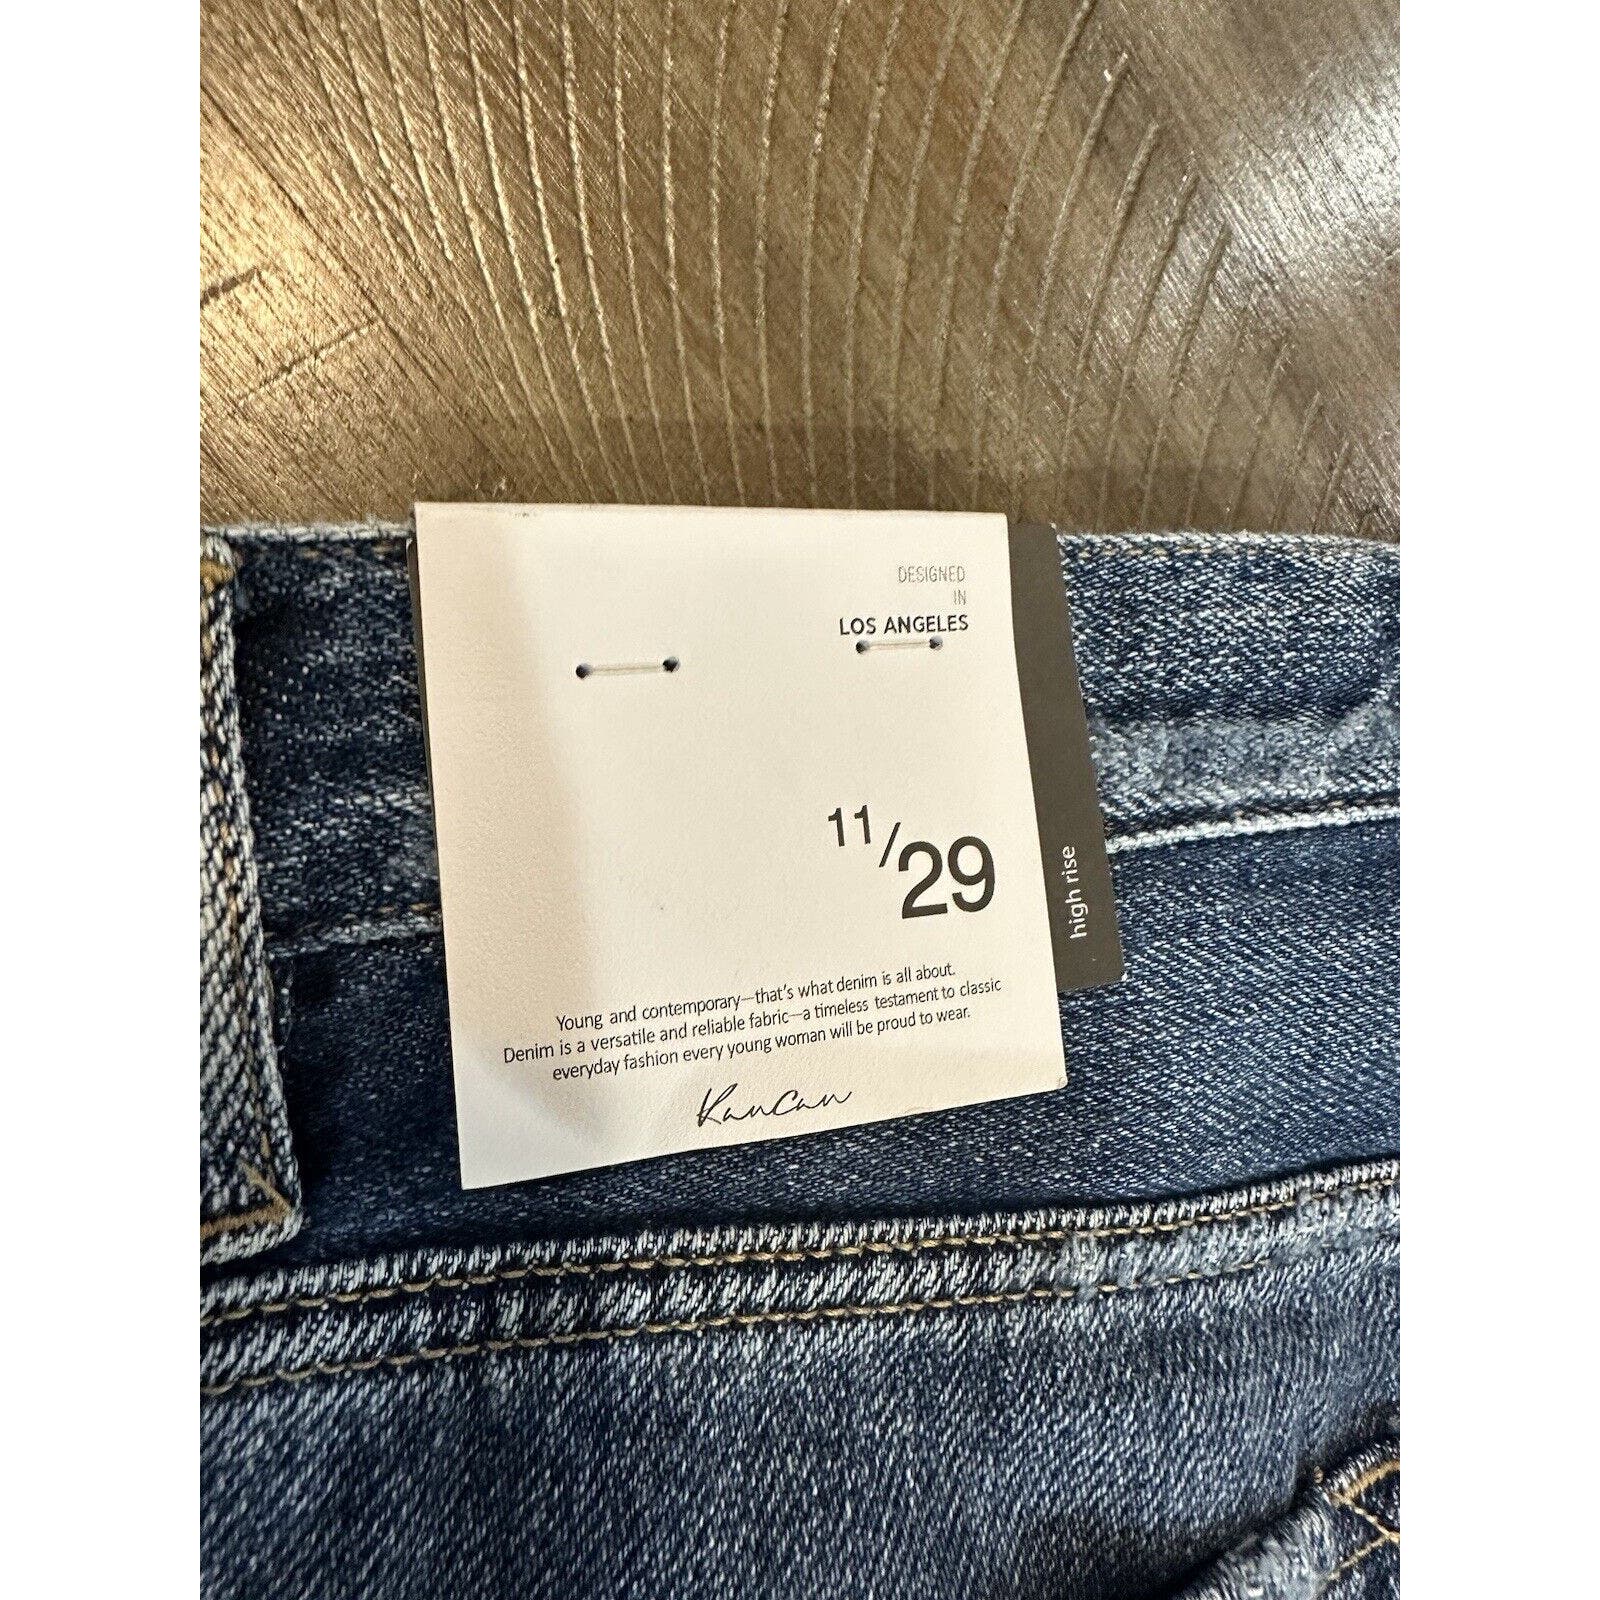 DESIGNED
IN
LOS ANGELES
11/29
high rise
Young and contemporary—that's what denim is all about.
Denim is a versatile and reliable fabric—a timeless testament to classic
everyday fashion every young woman will be proud to wear.
KanCan